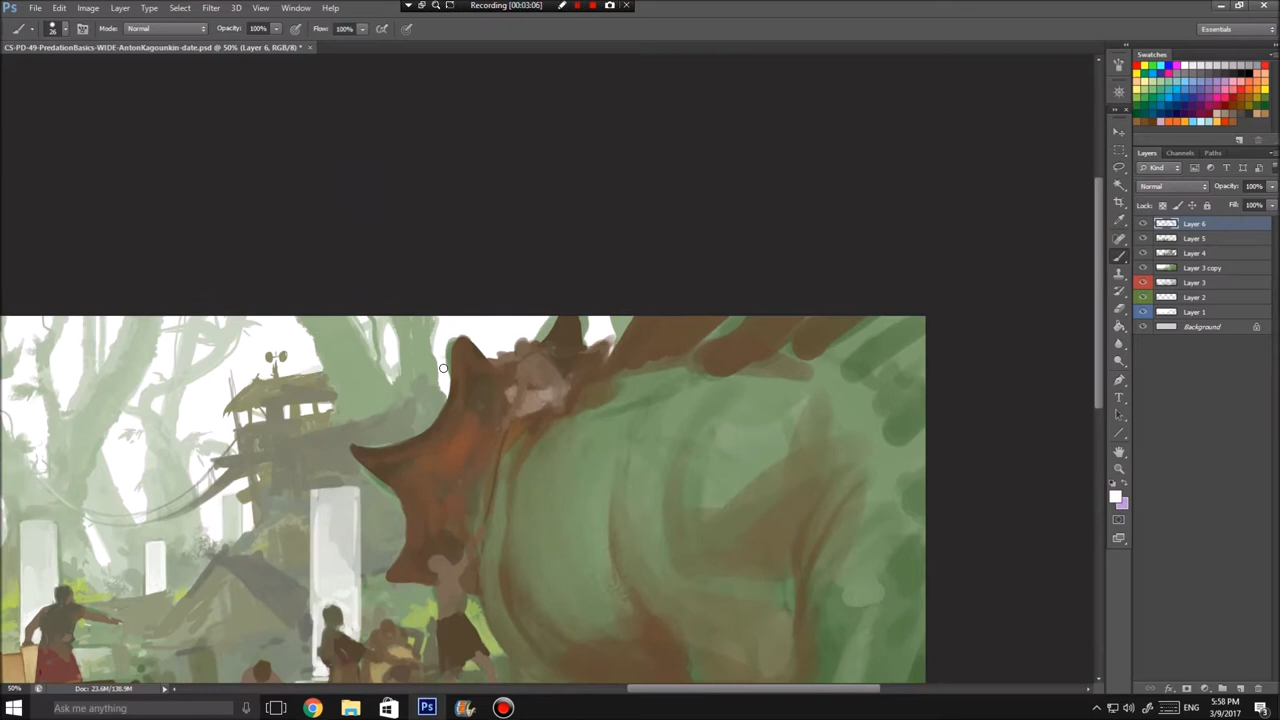 Ps File Edit Image Layer Type Select Filter 3D View Window Help
Recording [00:03:06]
26 Mode: Normal Opacity: 100% Flow: 100% Essentials
CS-PD-49-PredationBasics-WIDE-AntonKagounkin-date.psd @ 50% (Layer 6, RGB/8) * ×
Swatches
Layers Channels Paths
Kind
Normal Opacity: 100%
Lock: Fill: 100%
Layer 6
Layer 5
Layer 4
Layer 3 copy
Layer 3
Layer 2
Layer 1
Background
50% Doc: 23.6M/138.9M
fx
Ask me anything
Ps
ENG
5:58 PM
3/9/2017
3